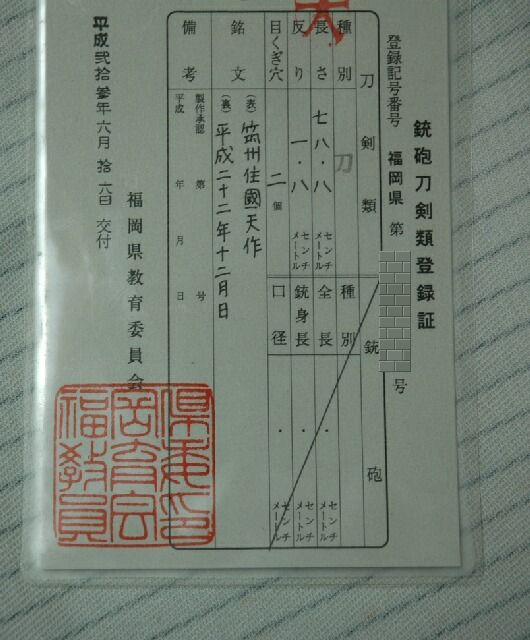 銃砲刀剣類登録証
登録記号番号 福岡県 第 号
刀剣類
種別 刀
長さ 七八・八 センチメートル
反り 一・八 センチメートル
目くぎ穴 二個
銘文
(表) 筑州住國天作
(裏) 平成二十二年十二月日
備考
製作承認 第 号
平成 年 月 日
銃砲
種別
全長 ・ センチメートル
銃身長 ・ センチメートル
口径 ・ センチメートル
福岡県教育委員会
平成弐拾参年六月拾六日交付